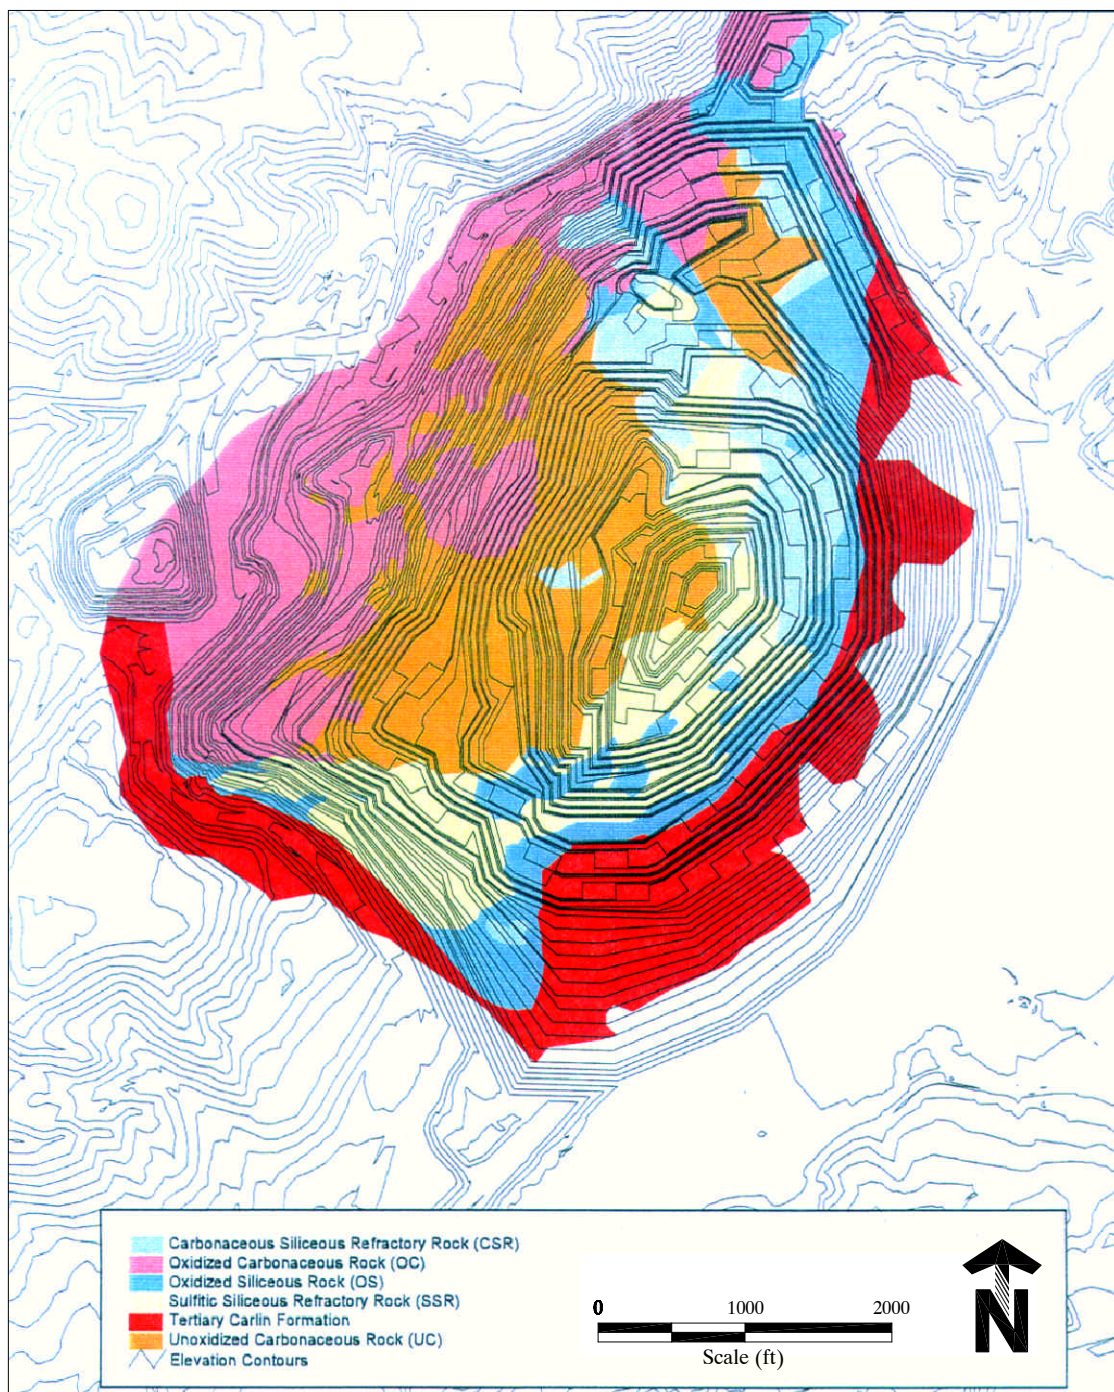 Carbonaceous Siliceous Refractory Rock (CSR)
Oxidized Carbonaceous Rock (OC)
Oxidized Siliceous Rock (OS)
Sulfitic Siliceous Refractory Rock (SSR)
Tertiary Carlin Formation
Unoxidized Carbonaceous Rock (UC)
Elevation Contours
0 1000 2000
Scale (ft)
N